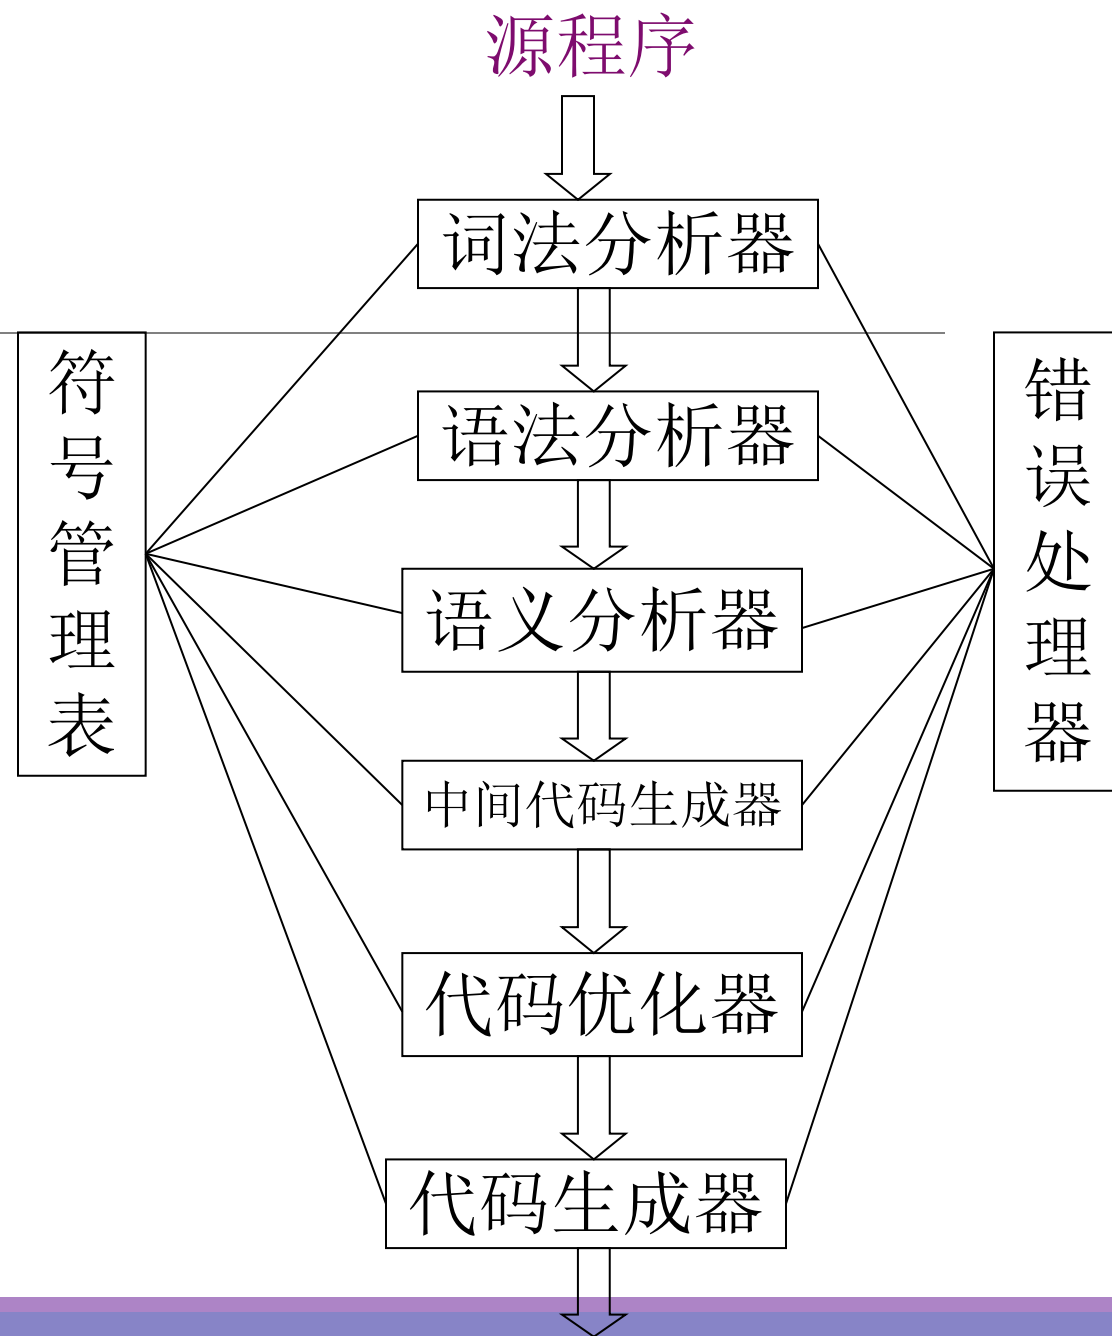 源程序
词法分析器
符号管理表
错误处理器
语法分析器
语义分析器
中间代码生成器
代码优化器
代码生成器